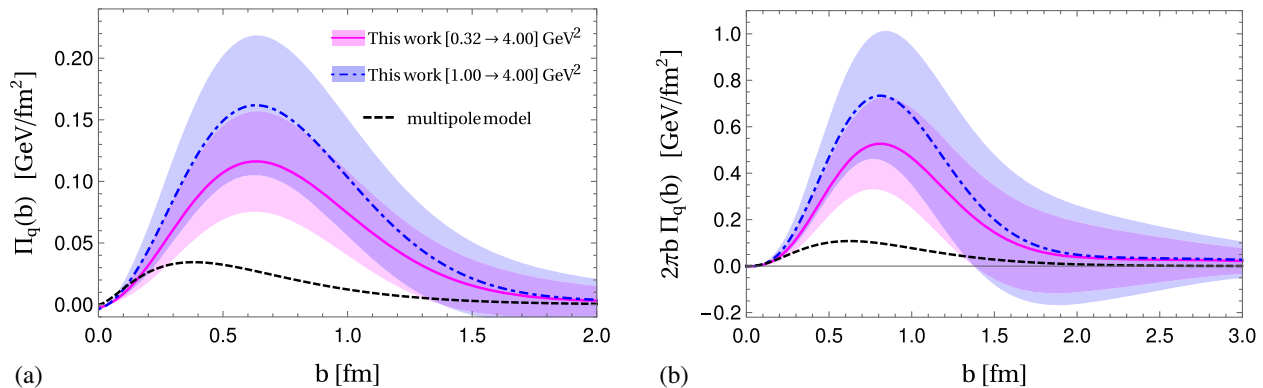 This work [0.32 → 4.00] GeV²
This work [1.00 → 4.00] GeV²
multipole model
Π_q(b) [GeV/fm²]
0.20
0.15
0.10
0.05
0.00
0.0 0.5 1.0 1.5 2.0
(a) b [fm]
2πb Π_q(b) [GeV/fm²]
1.0
0.8
0.6
0.4
0.2
0.0
−0.2
0.0 0.5 1.0 1.5 2.0 2.5 3.0
(b) b [fm]